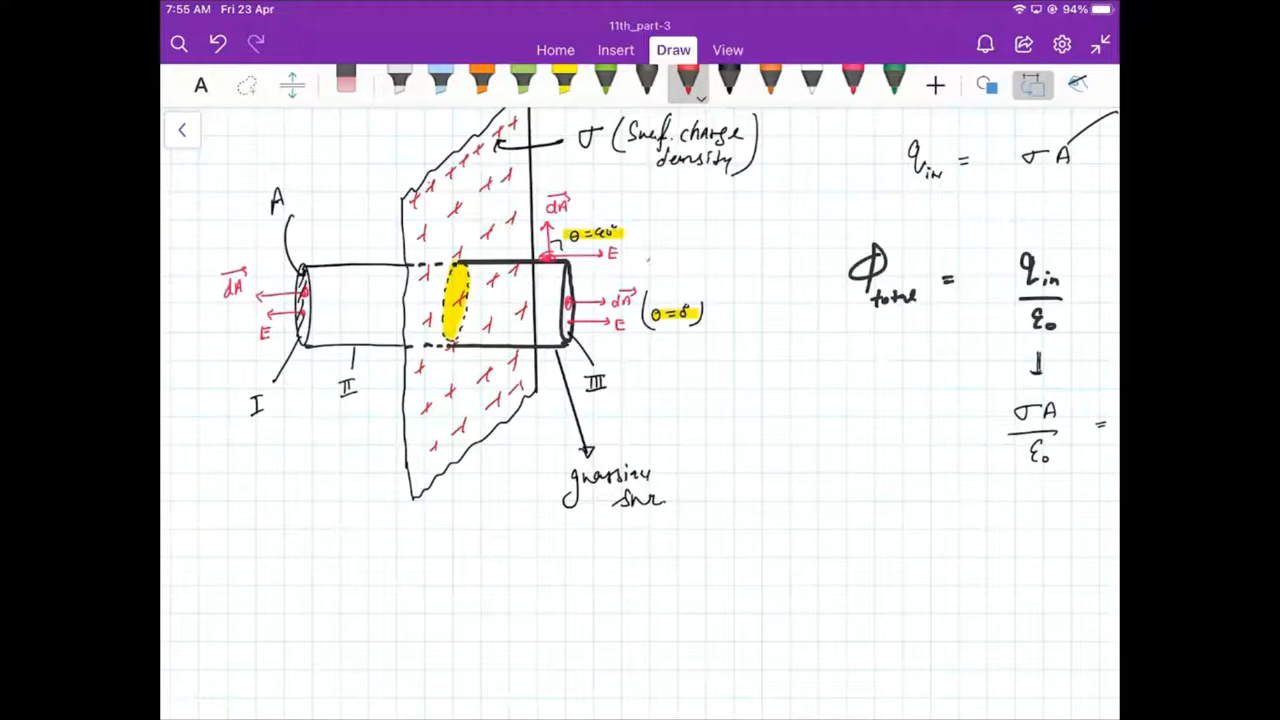 7:55 AM Fri 23 Apr
94%
11th_part-3
Home Insert Draw View
A
σ (Surf. charge
density)
q_in = σA
A
dA
θ = 90°
E
ϕ_total = q_in / ε₀
dA
E
dA (θ = 0°)
E
σA / ε₀ =
I
II
III
guassian
sur.